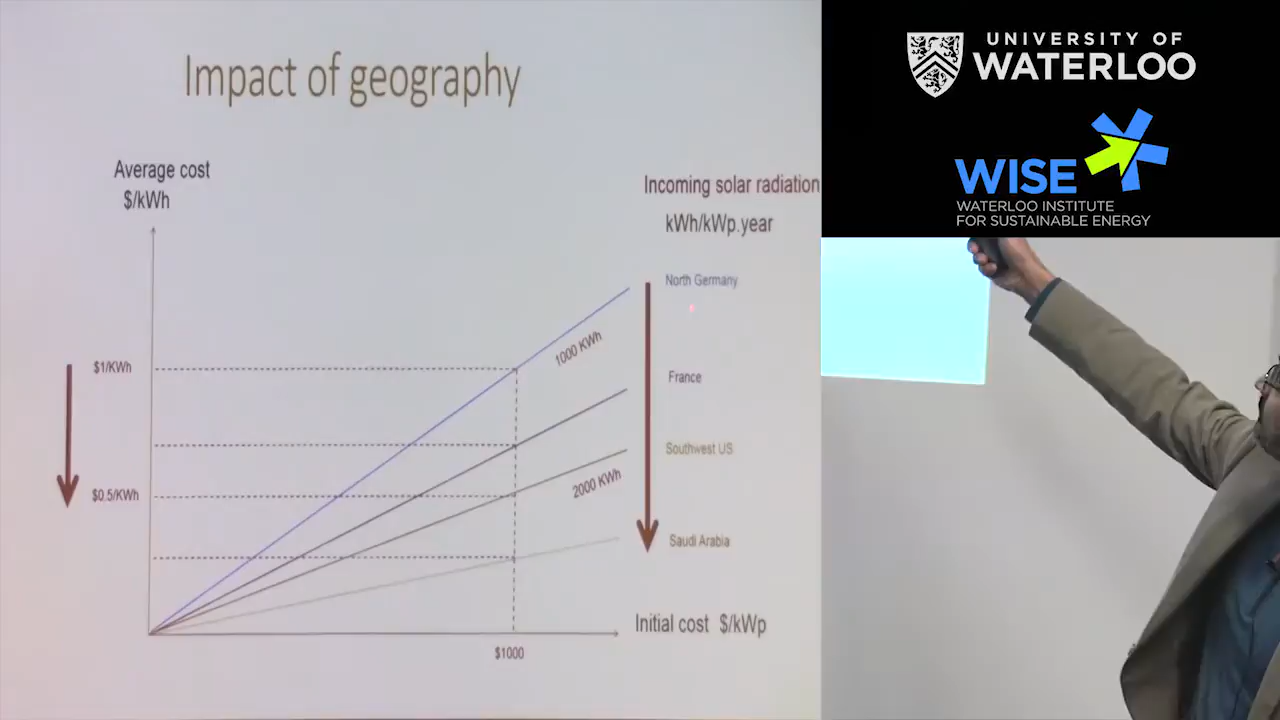 Impact of geography
Average cost
$/kWh
Incoming solar radiation
kWh/kWp.year
North Germany
1000 KWh
$1/KWh
France
Southwest US
2000 KWh
$0.5/KWh
Saudi Arabia
Initial cost $/kWp
$1000
UNIVERSITY OF
WATERLOO
WISE
WATERLOO INSTITUTE
FOR SUSTAINABLE ENERGY